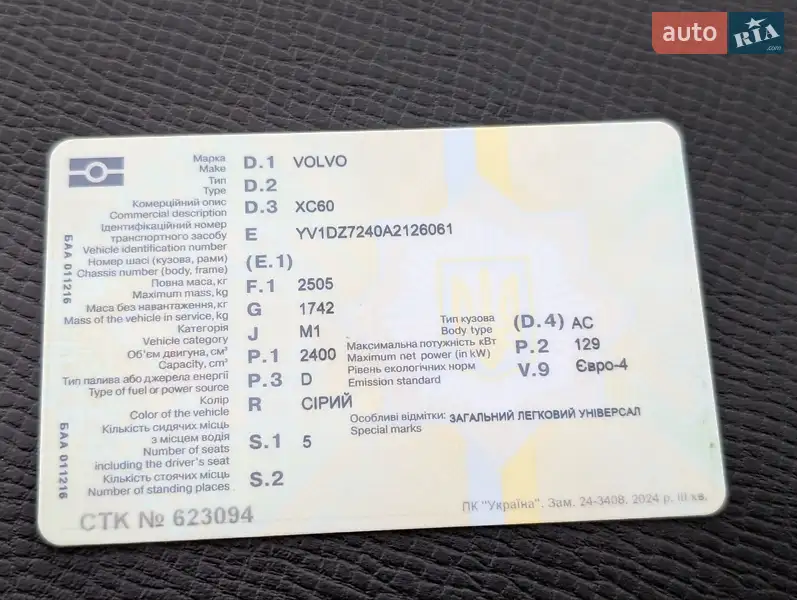 auto RIA .com
Марка
Make
D.1 VOLVO
Тип
Type
D.2
Комерційний опис
Commercial description
D.3 XC60
Ідентифікаційний номер
транспортного засобу
Vehicle identification number
E YV1DZ7240A2126061
Номер шасі (кузова, рами)
Chassis number (body, frame)
(E.1)
Повна маса, кг
Maximum mass, kg
F.1 2505
Маса без навантаження, кг
Mass of the vehicle in service, kg
G 1742
Категорія
Vehicle category
J M1
Об'єм двигуна, см³
Capacity, cm³
P.1 2400
Тип палива або джерела енергії
Type of fuel or power source
P.3 D
Колір
Color of the vehicle
R СІРИЙ
Кількість сидячих місць
з місцем водія
Number of seats
including the driver's seat
S.1 5
Кількість стоячих місць
Number of standing places
S.2
Тип кузова
Body type
(D.4) AC
Максимальна потужність кВт
Maximum net power (in kW)
P.2 129
Рівень екологічних норм
Emission standard
V.9 Євро-4
Особливі відмітки: ЗАГАЛЬНИЙ ЛЕГКОВИЙ УНІВЕРСАЛ
Special marks
БАА 011216
БАА 011216
СТК № 623094
ПК "Україна". Зам. 24-3408. 2024 р. III кв.